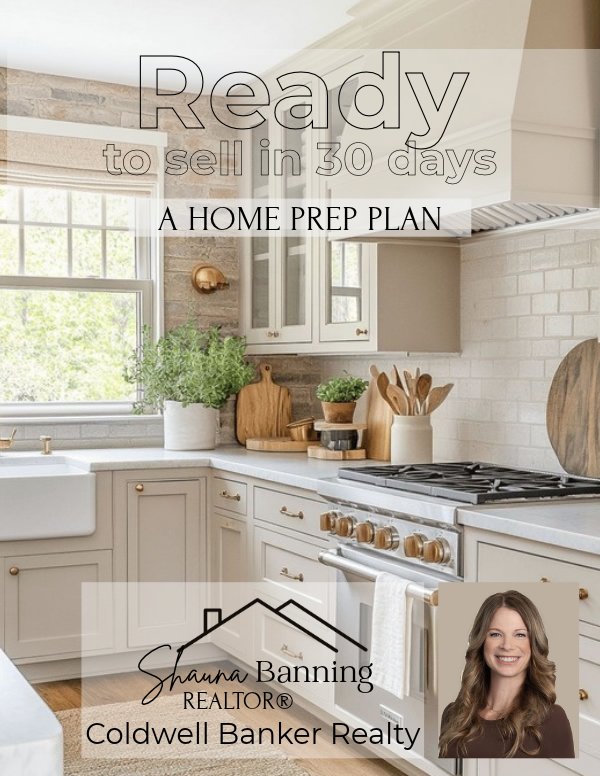 Ready
to sell in 30 days
A HOME PREP PLAN
Shauna Banning
REALTOR®
Coldwell Banker Realty